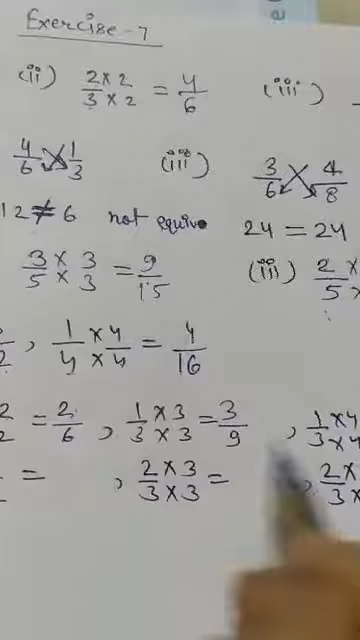 Exercise-7
(ii) 2 × 2 / 3 × 2 = 4/6 (iii)
4/6 1/3 (iii) 3/6 4/8
12 ≠ 6 not equive 24 = 24
3 × 3 / 5 × 3 = 9/15 (iii) 2 × / 5 ×
, 1 × 4 / 4 × 4 = 4/16
= 2/6 , 1 × 3 / 3 × 3 = 3/9 , 1 × 4 / 3 × 4
= , 2 × 3 / 3 × 3 = , 2 × / 3 ×